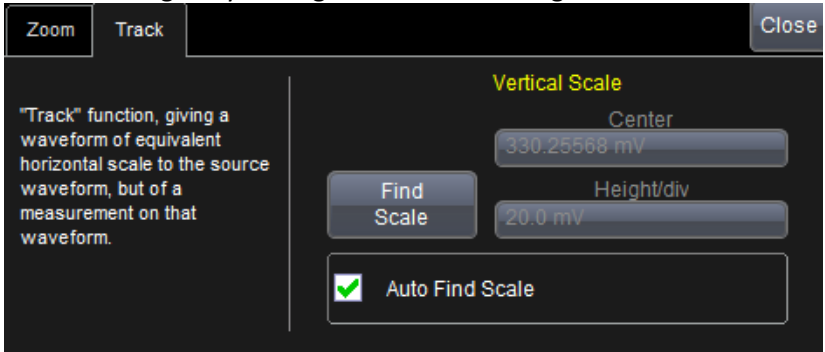 Zoom
Track
Close
"Track" function, giving a
waveform of equivalent
horizontal scale to the source
waveform, but of a
measurement on that
waveform.
Vertical Scale
Center
330.25568 mV
Find
Scale
Height/div
20.0 mV
Auto Find Scale